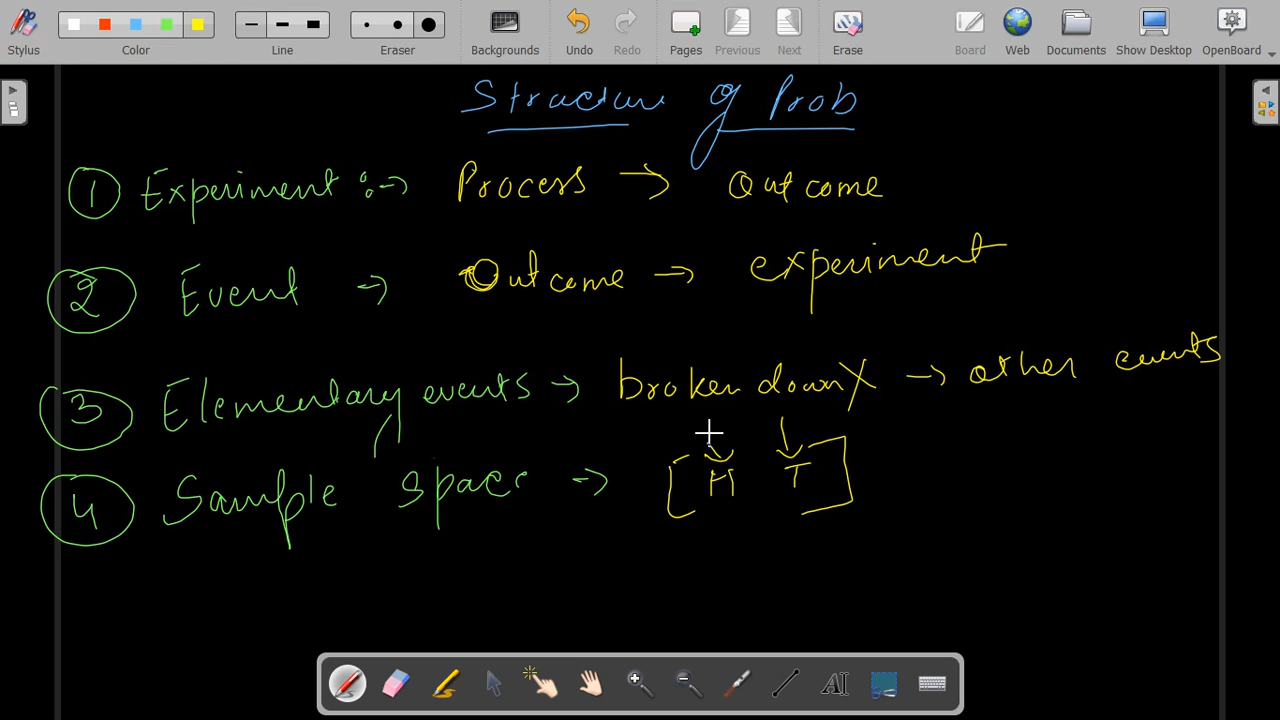 Stylus Color Line Eraser Backgrounds Undo Redo Pages Previous Next Erase Board Web Documents Show Desktop OpenBoard
Structure of Prob
1 Experiment :→ Process → Outcome
2 Event → Outcome → experiment
3 Elementary events → broken down X → other events
4 Sample space → [ H T ]
AI